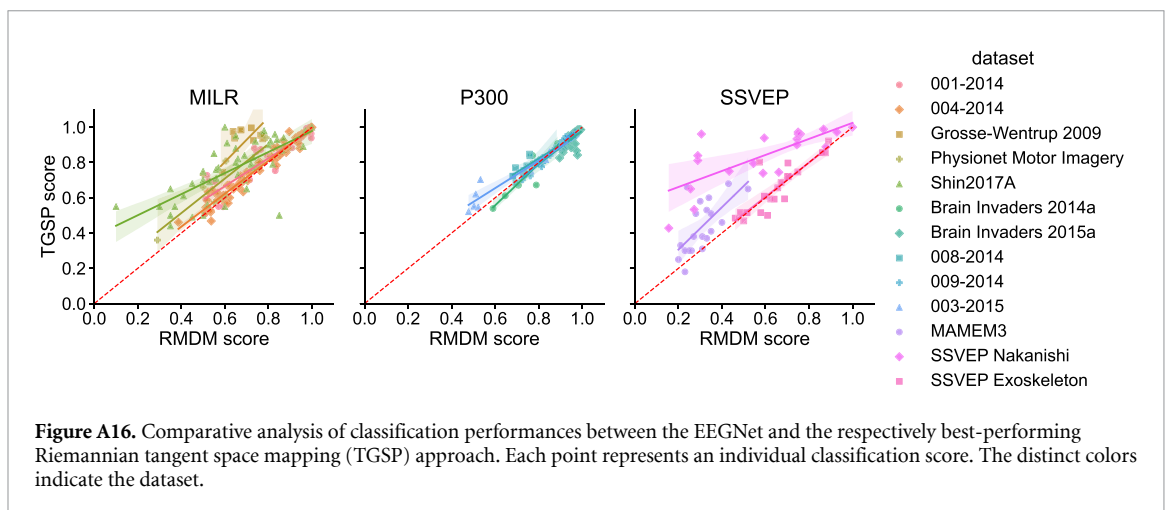 MILR
P300
SSVEP
TGSP score
1.0
0.8
0.6
0.4
0.2
0.0
0.0 0.2 0.4 0.6 0.8 1.0
0.0 0.2 0.4 0.6 0.8 1.0
0.0 0.2 0.4 0.6 0.8 1.0
RMDM score
RMDM score
RMDM score
dataset
001-2014
004-2014
Grosse-Wentrup 2009
Physionet Motor Imagery
Shin2017A
Brain Invaders 2014a
Brain Invaders 2015a
008-2014
009-2014
003-2015
MAMEM3
SSVEP Nakanishi
SSVEP Exoskeleton
Figure A16. Comparative analysis of classification performances between the EEGNet and the respectively best-performing
Riemannian tangent space mapping (TGSP) approach. Each point represents an individual classification score. The distinct colors
indicate the dataset.